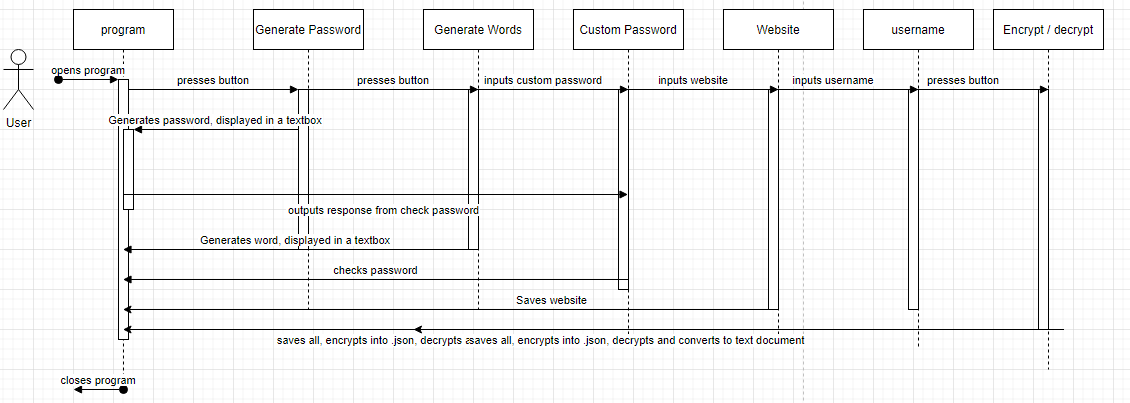 program
Generate Password
Generate Words
Custom Password
Website
username
Encrypt / decrypt
User
opens program
presses button
presses button
inputs custom password
inputs website
inputs username
presses button
Generates password, displayed in a textbox
outputs response from check password
Generates word, displayed in a textbox
checks password
Saves website
saves all, encrypts into .json, decrypts
saves all, encrypts into .json, decrypts and converts to text document
closes program